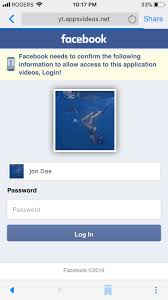 ROGERS 10:17 PM 33%
yt.appsvideos.net
facebook
Facebook needs to confirm the following
information to allow access to this application
videos, Login!
Jon Doe
Password
Password
Log In
Facebook ©2018